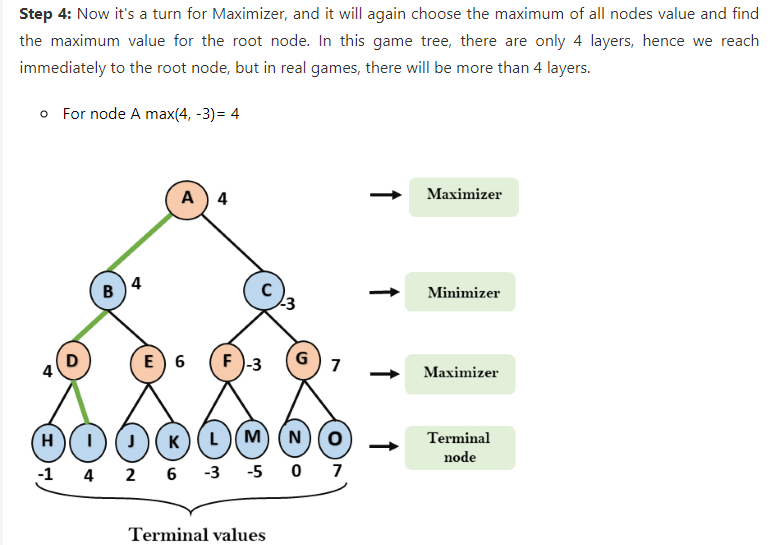 Step 4: Now it's a turn for Maximizer, and it will again choose the maximum of all nodes value and find
the maximum value for the root node. In this game tree, there are only 4 layers, hence we reach
immediately to the root node, but in real games, there will be more than 4 layers.
For node A max(4, -3)= 4
A 4 Maximizer
B 4 C -3 Minimizer
4 D E 6 F -3 G 7 Maximizer
H I J K L M N O Terminal
node
-1 4 2 6 -3 -5 0 7
Terminal values